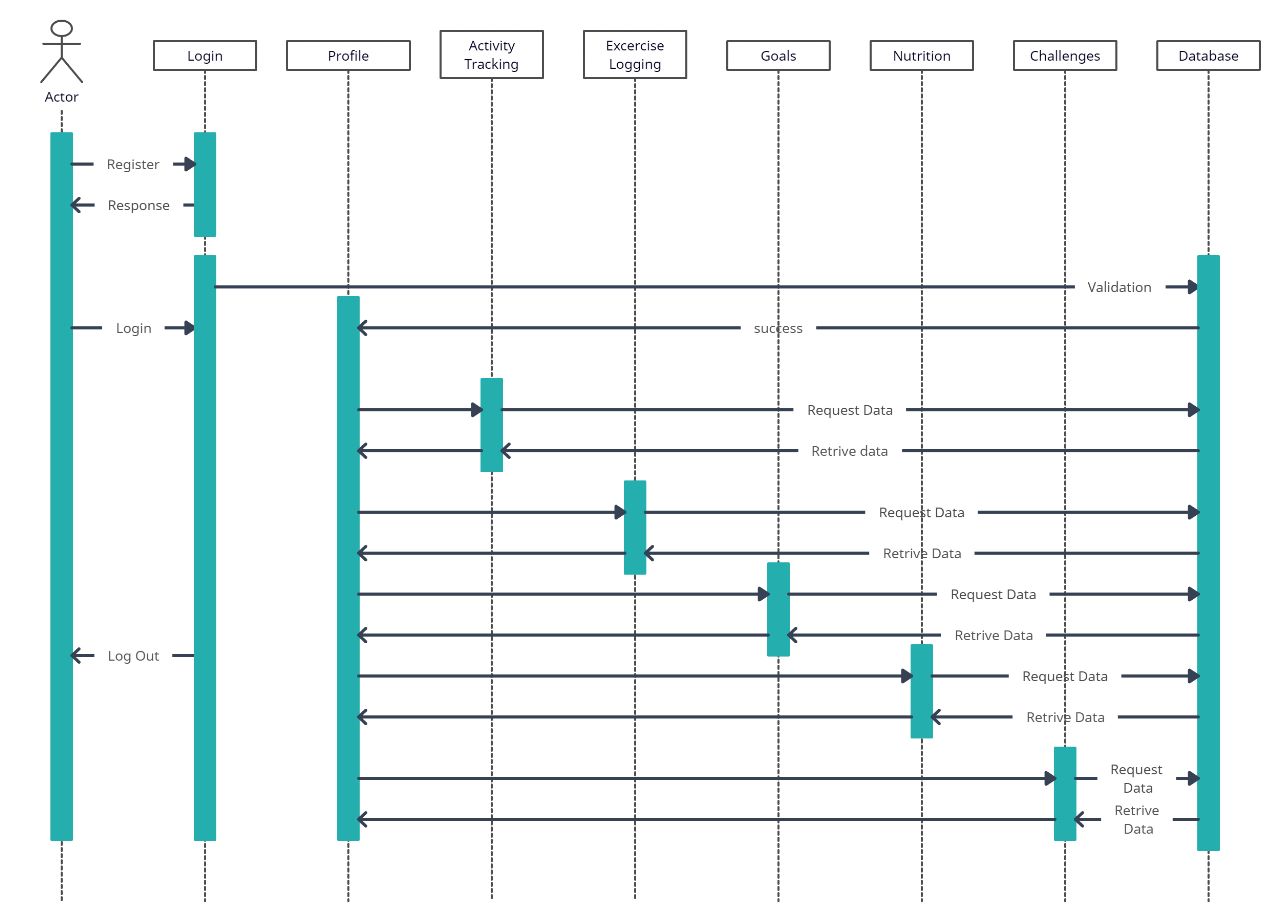 Actor
Login
Profile
Activity
Tracking
Excercise
Logging
Goals
Nutrition
Challenges
Database
Register
Response
Validation
Login
success
Request Data
Retrive data
Request Data
Retrive Data
Request Data
Retrive Data
Log Out
Request Data
Retrive Data
Request
Data
Retrive
Data